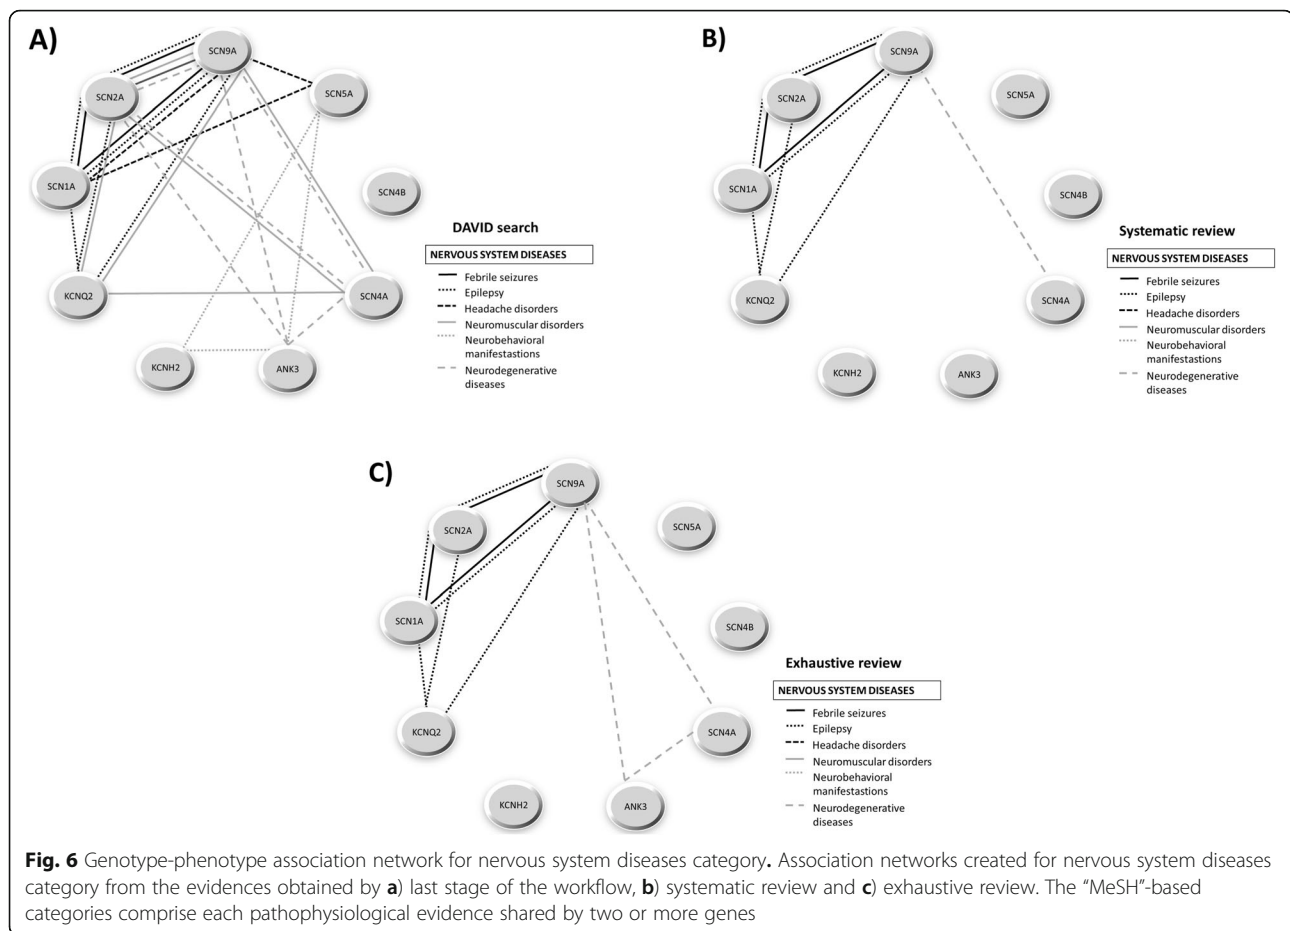 A)
SCN9A
SCN2A
SCN5A
SCN1A
SCN4B
KCNQ2
SCN4A
KCNH2
ANK3
DAVID search
NERVOUS SYSTEM DISEASES
Febrile seizures
Epilepsy
Headache disorders
Neuromuscular disorders
Neurobehavioral
manifestastions
Neurodegenerative
diseases
B)
SCN9A
SCN2A
SCN5A
SCN1A
SCN4B
KCNQ2
SCN4A
KCNH2
ANK3
Systematic review
NERVOUS SYSTEM DISEASES
Febrile seizures
Epilepsy
Headache disorders
Neuromuscular disorders
Neurobehavioral
manifestastions
Neurodegenerative
diseases
C)
SCN9A
SCN2A
SCN5A
SCN1A
SCN4B
KCNQ2
SCN4A
KCNH2
ANK3
Exhaustive review
NERVOUS SYSTEM DISEASES
Febrile seizures
Epilepsy
Headache disorders
Neuromuscular disorders
Neurobehavioral
manifestastions
Neurodegenerative
diseases
Fig. 6 Genotype-phenotype association network for nervous system diseases category. Association networks created for nervous system diseases
category from the evidences obtained by a) last stage of the workflow, b) systematic review and c) exhaustive review. The “MeSH”-based
categories comprise each pathophysiological evidence shared by two or more genes